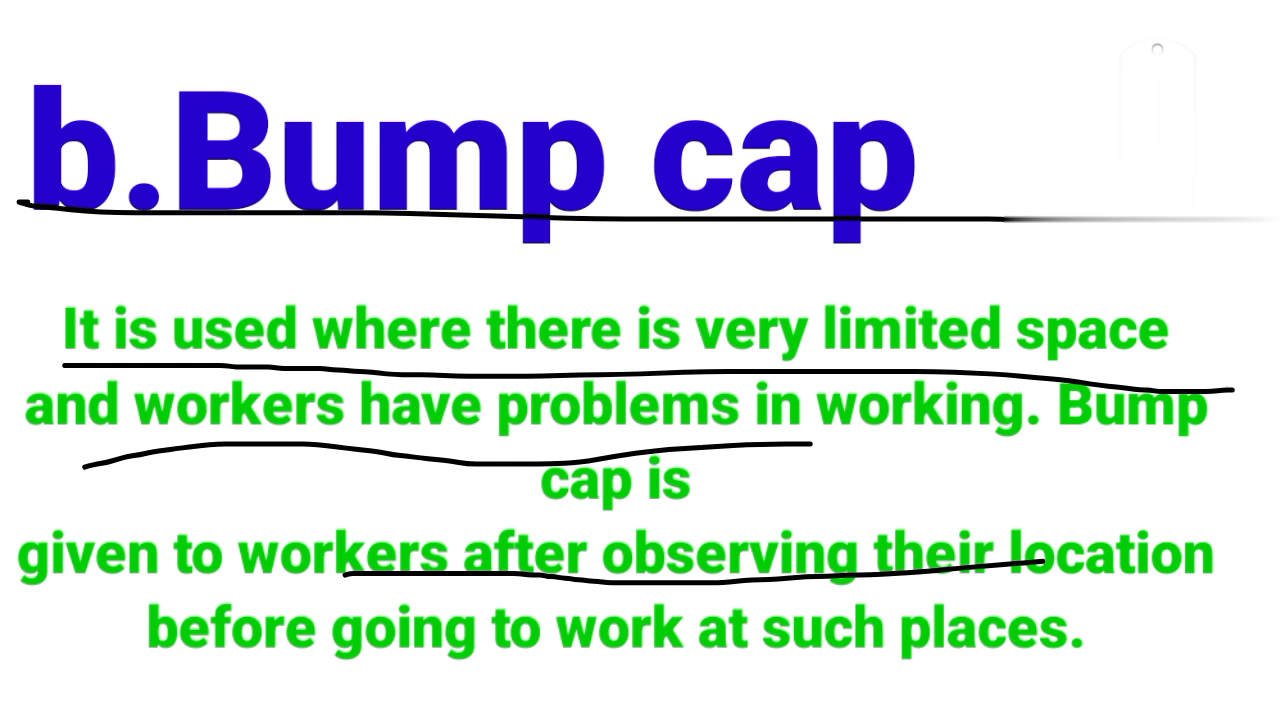 b.Bump cap
It is used where there is very limited space
and workers have problems in working. Bump
cap is
given to workers after observing their location
before going to work at such places.